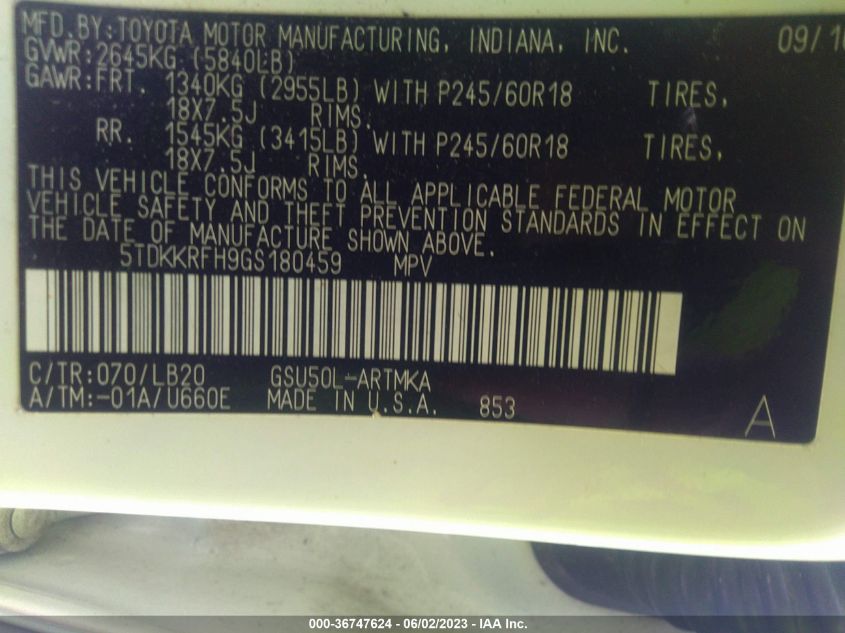 MFD. BY: TOYOTA MOTOR MANUFACTURING, INDIANA, INC. 09/16
GVWR: 2645KG (5840LB)
GAWR: FRT. 1340KG (2955LB) WITH P245/60R18 TIRES,
18X7.5J RIMS.
RR. 1545KG (3415LB) WITH P245/60R18 TIRES,
18X7.5J RIMS.
THIS VEHICLE CONFORMS TO ALL APPLICABLE FEDERAL MOTOR
VEHICLE SAFETY AND THEFT PREVENTION STANDARDS IN EFFECT ON
THE DATE OF MANUFACTURE SHOWN ABOVE.
5TDKKRFH9GS180459 MPV
C/TR: 070/LB20 GSU50L-ARTMKA
A/TM: -01A/U660E MADE IN U.S.A. 853
A
000-36747624 - 06/02/2023 - IAA Inc.